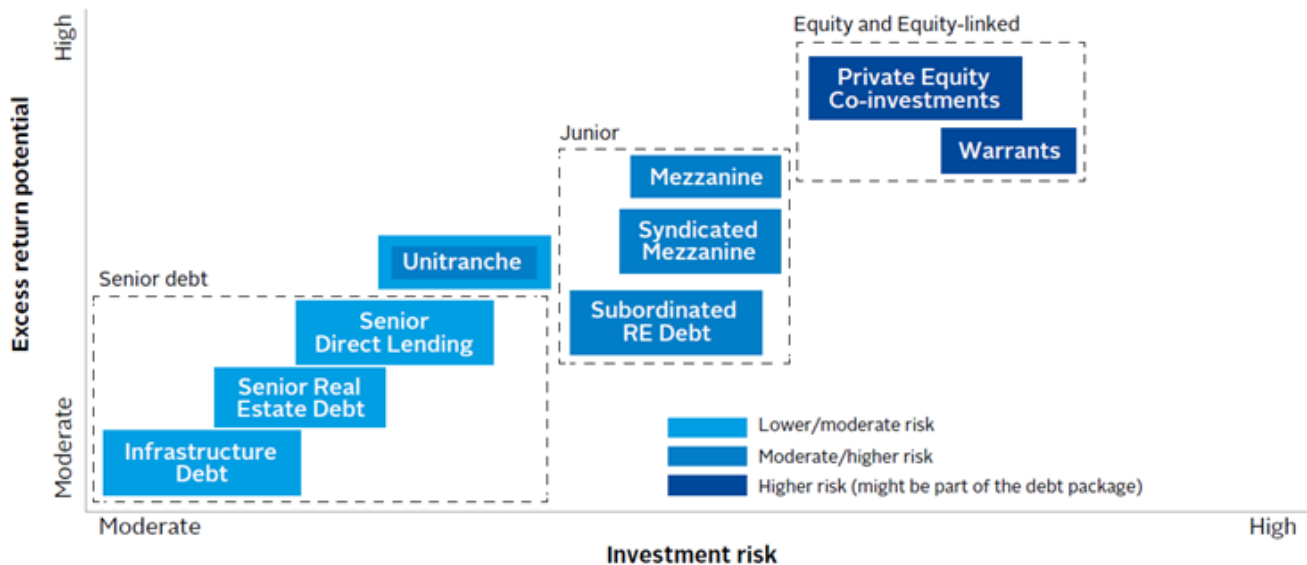 High
Excess return potential
Moderate
Equity and Equity-linked
Private Equity
Co-investments
Warrants
Junior
Mezzanine
Syndicated
Mezzanine
Subordinated
RE Debt
Unitranche
Senior debt
Senior
Direct Lending
Senior Real
Estate Debt
Infrastructure
Debt
Lower/moderate risk
Moderate/higher risk
Higher risk (might be part of the debt package)
Moderate
High
Investment risk